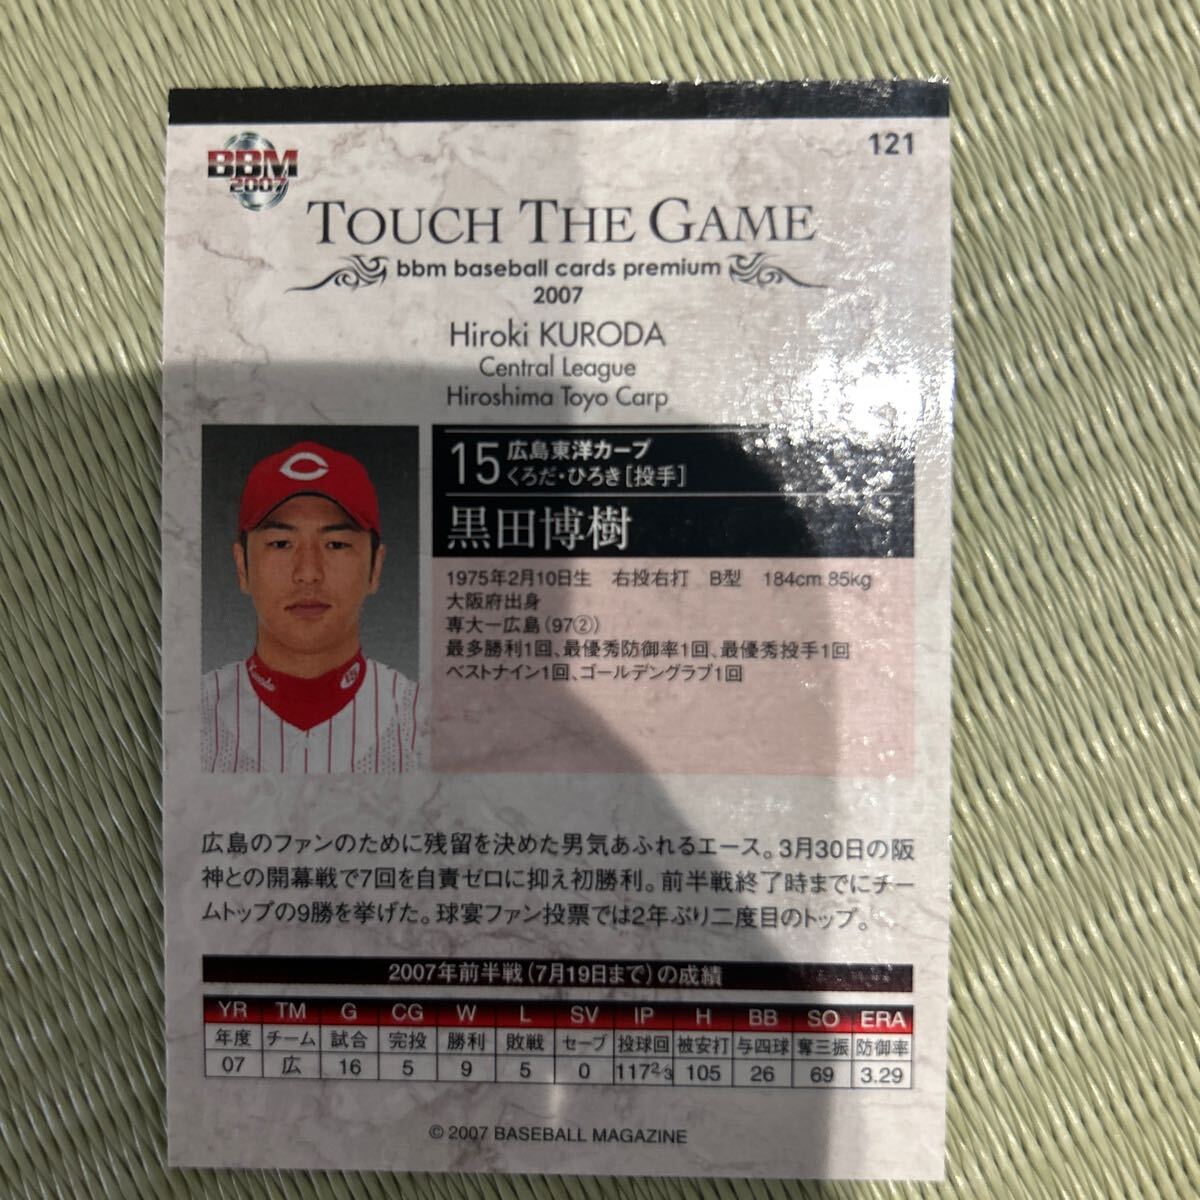 121
BBM
2007
TOUCH THE GAME
bbm baseball cards premium
2007
Hiroki KURODA
Central League
Hiroshima Toyo Carp
15 広島東洋カープ
くろだ・ひろき[投手]
黒田博樹
1975年2月10日生 右投右打 B型 184cm 85kg
大阪府出身
専大ー広島(97②)
最多勝利1回、最優秀防御率1回、最優秀投手1回
ベストナイン1回、ゴールデングラブ1回
Kuroda 15
広島のファンのために残留を決めた男気あふれるエース。3月30日の阪
神との開幕戦で7回を自責ゼロに抑え初勝利。前半戦終了時までにチー
ムトップの9勝を挙げた。球宴ファン投票では2年ぶり二度目のトップ。
2007年前半戦(7月19日まで)の成績
YR TM G CG W L SV IP H BB SO ERA
年度 チーム 試合 完投 勝利 敗戦 セーブ 投球回 被安打 与四球 奪三振 防御率
07 広 16 5 9 5 0 117 2/3 105 26 69 3.29
© 2007 BASEBALL MAGAZINE